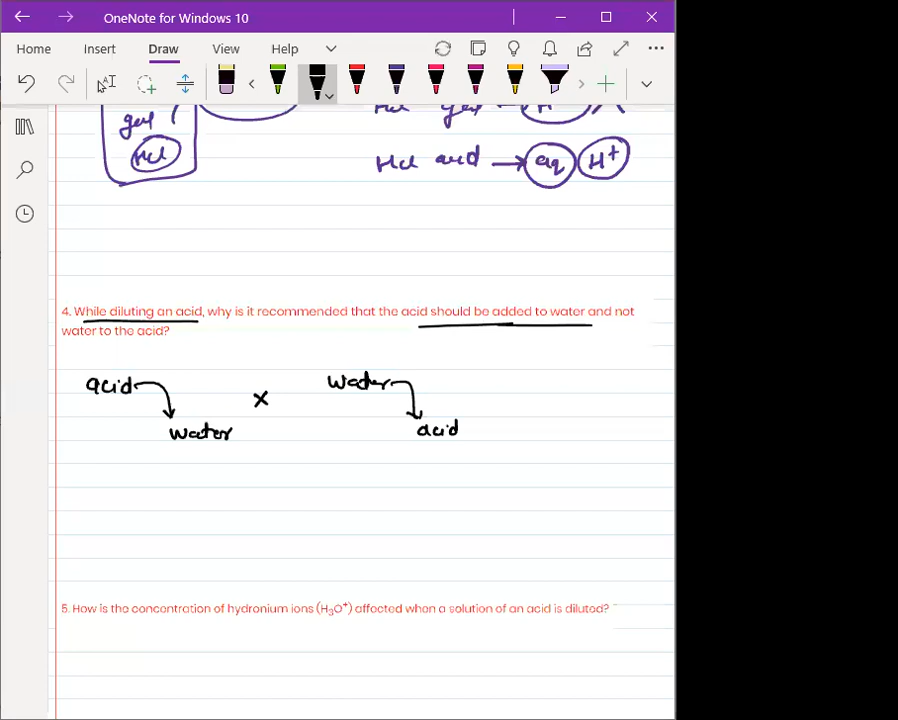 OneNote for Windows 10
Home Insert Draw View Help
gas
HCl
HCl gas H+
HCl acid → aq H+
4. While diluting an acid, why is it recommended that the acid should be added to water and not
water to the acid?
acid water
× 
water acid
5. How is the concentration of hydronium ions (H₃O⁺) affected when a solution of an acid is diluted?